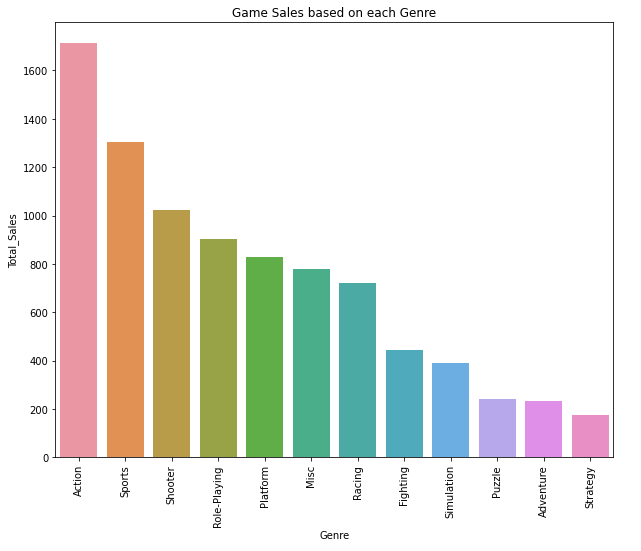 Game Sales based on each Genre
Total_Sales
1600
1400
1200
1000
800
600
400
200
0
Action
Sports
Shooter
Role-Playing
Platform
Misc
Racing
Fighting
Simulation
Puzzle
Adventure
Strategy
Genre